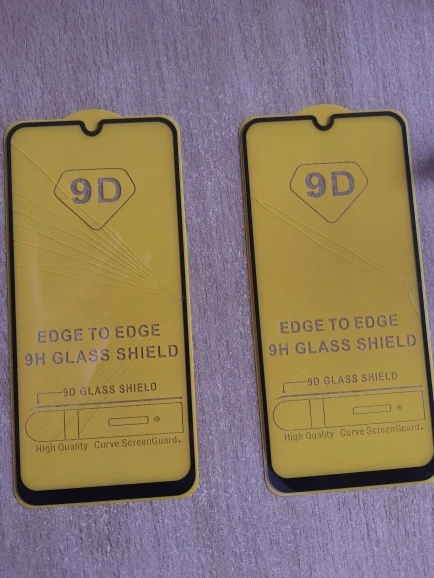 9D
EDGE TO EDGE
9H GLASS SHIELD
9D GLASS SHIELD
High Quality Curve ScreenGuard.
9D
EDGE TO EDGE
9H GLASS SHIELD
9D GLASS SHIELD
High Quality Curve ScreenGuard.